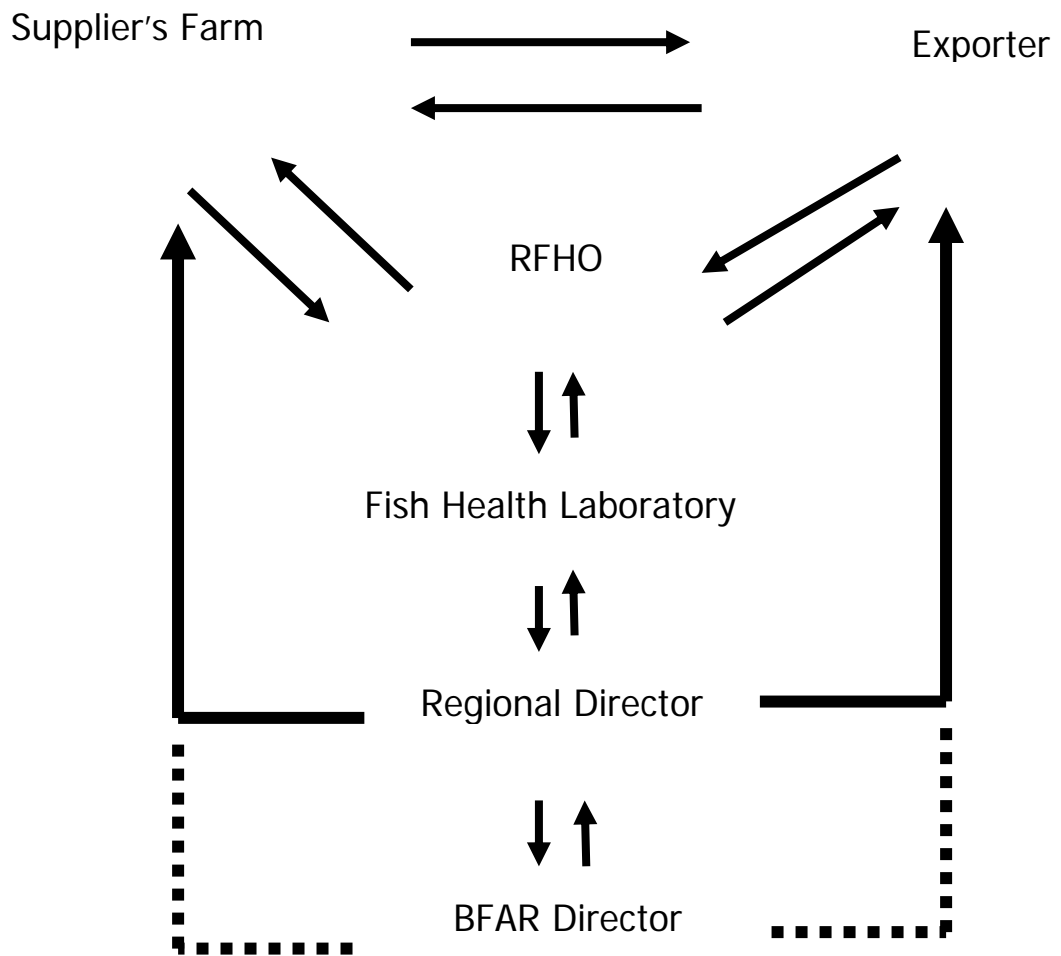 Supplier's Farm
Exporter
RFHO
Fish Health Laboratory
Regional Director
BFAR Director